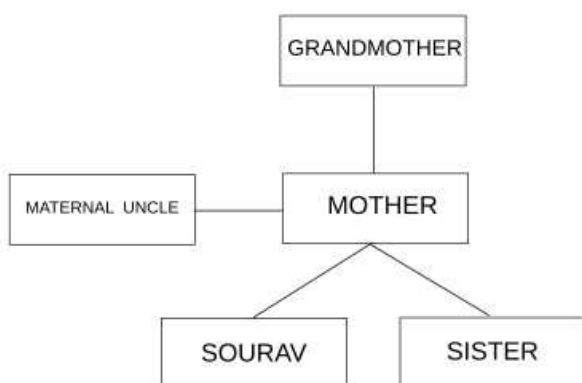 GRANDMOTHER
MATERNAL UNCLE
MOTHER
SOURAV
SISTER